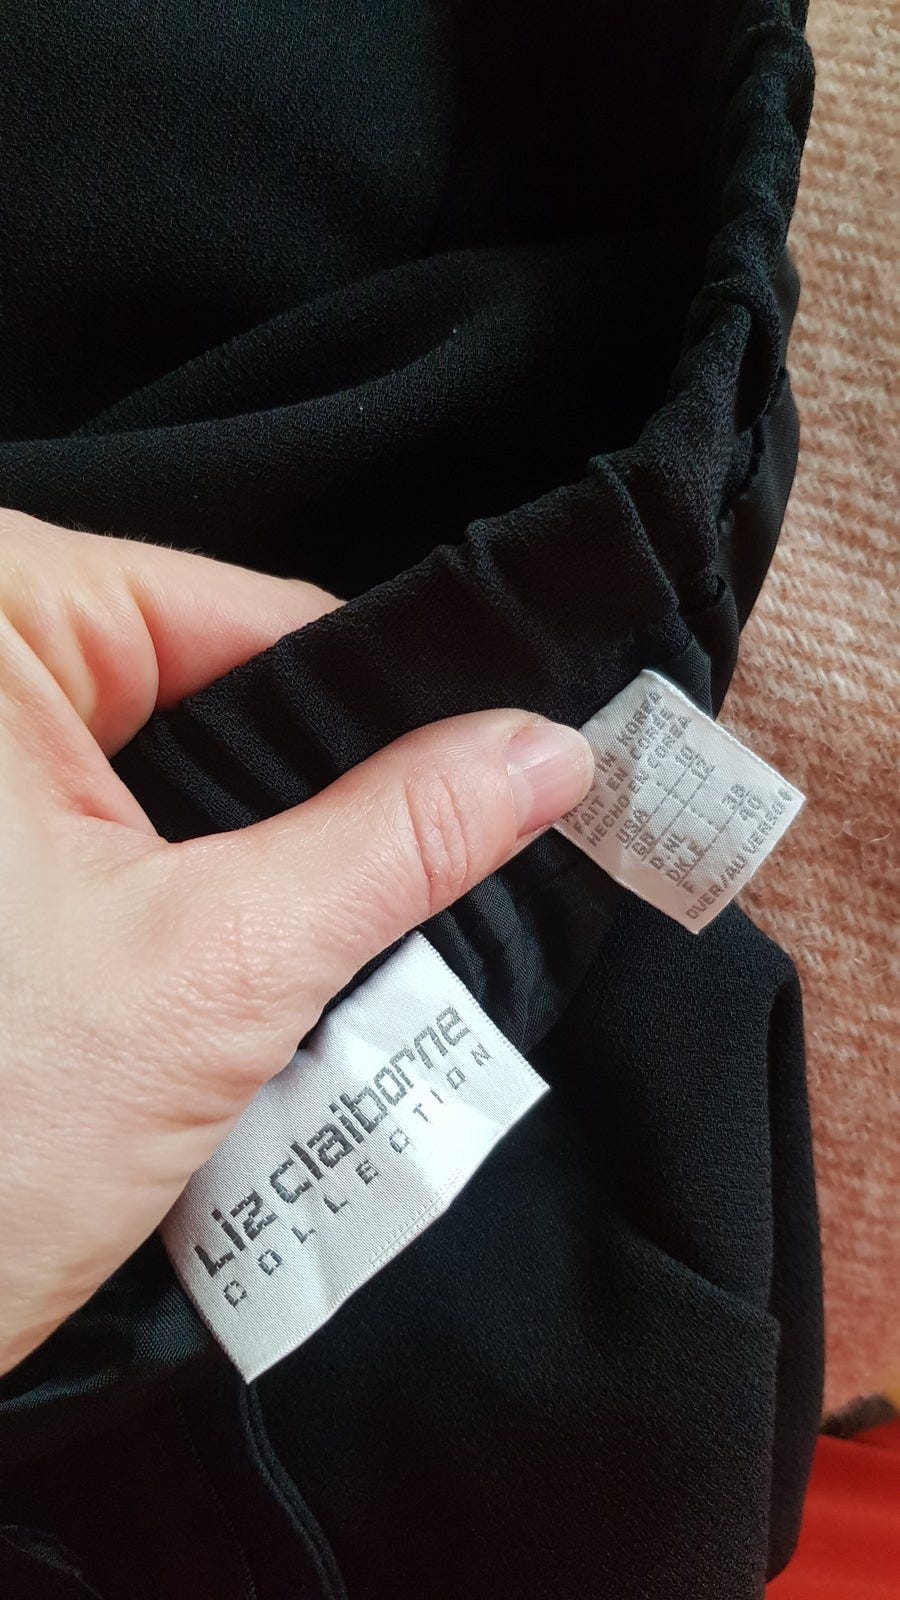 IN KOREA
FAIT EN COREE
HECHO EN COREA
USA 10
GB 12
D.NL
DK.F 38
F 40
OVER/AU VERSO
Liz claiborne
COLLECTION